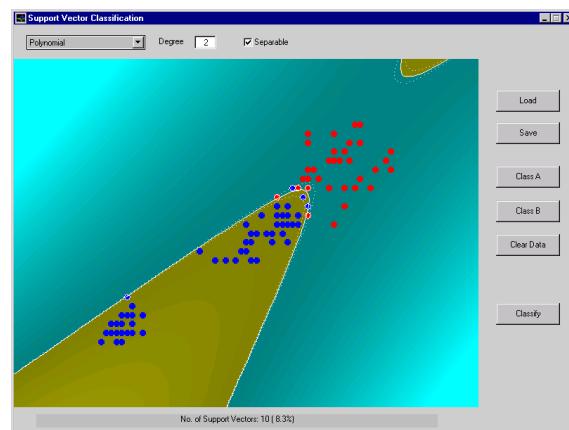 Support Vector Classification
Polynomial Degree 2 Separable
Load
Save
Class A
Class B
Clear Data
Classify
No. of Support Vectors: 10 ( 8.3%)